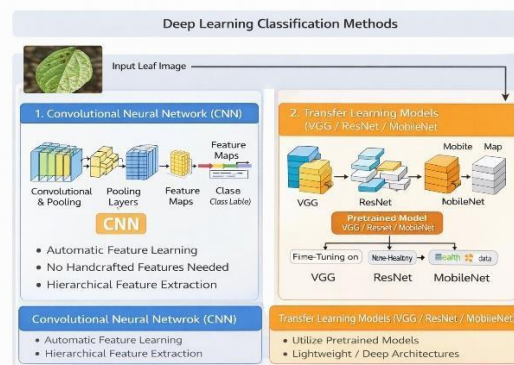 Deep Learning Classification Methods
Input Leaf Image
1. Convolutional Neural Network (CNN)
Feature
Maps
Convolutional
& Pooling
Pooling
Layers
Feature
Maps
Clase
(Class Lable)
CNN
• Automatic Feature Learning
• No Handcrafted Features Needed
• Hierarchical Feature Extraction
Convolutional Neural Netwrok (CNN)
• Automatic Feature Learning
• Hierarchical Feature Extraction
2. Transfer Learning Models
(VGG / ResNet / MobileNet
Mobite Map
VGG
ResNet
NobileNet
Pretrained Model
VGG / Resnet / MobileNet
Fime-Tuning on
None-Healthy
Health data
VGG
ResNet
MobileNet
Transfer Learning Models (VGG / ResNet / MobileNet)
• Utilize Pretrained Models
• Lightweight / Deep Architectures